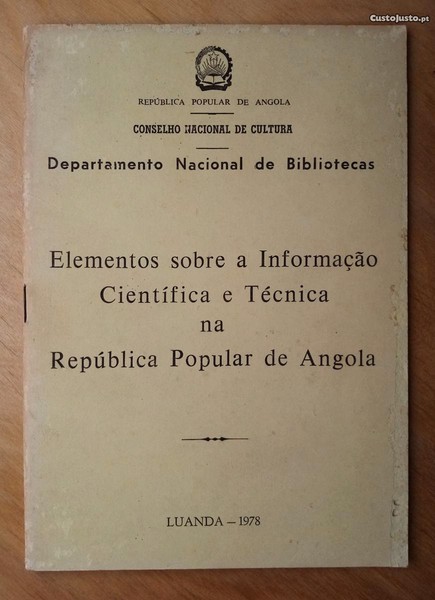 CustoJusto.pt
REPÚBLICA POPULAR DE ANGOLA
CONSELHO NACIONAL DE CULTURA
Departamento Nacional de Bibliotecas
Elementos sobre a Informação
Científica e Técnica
na
República Popular de Angola
LUANDA – 1978